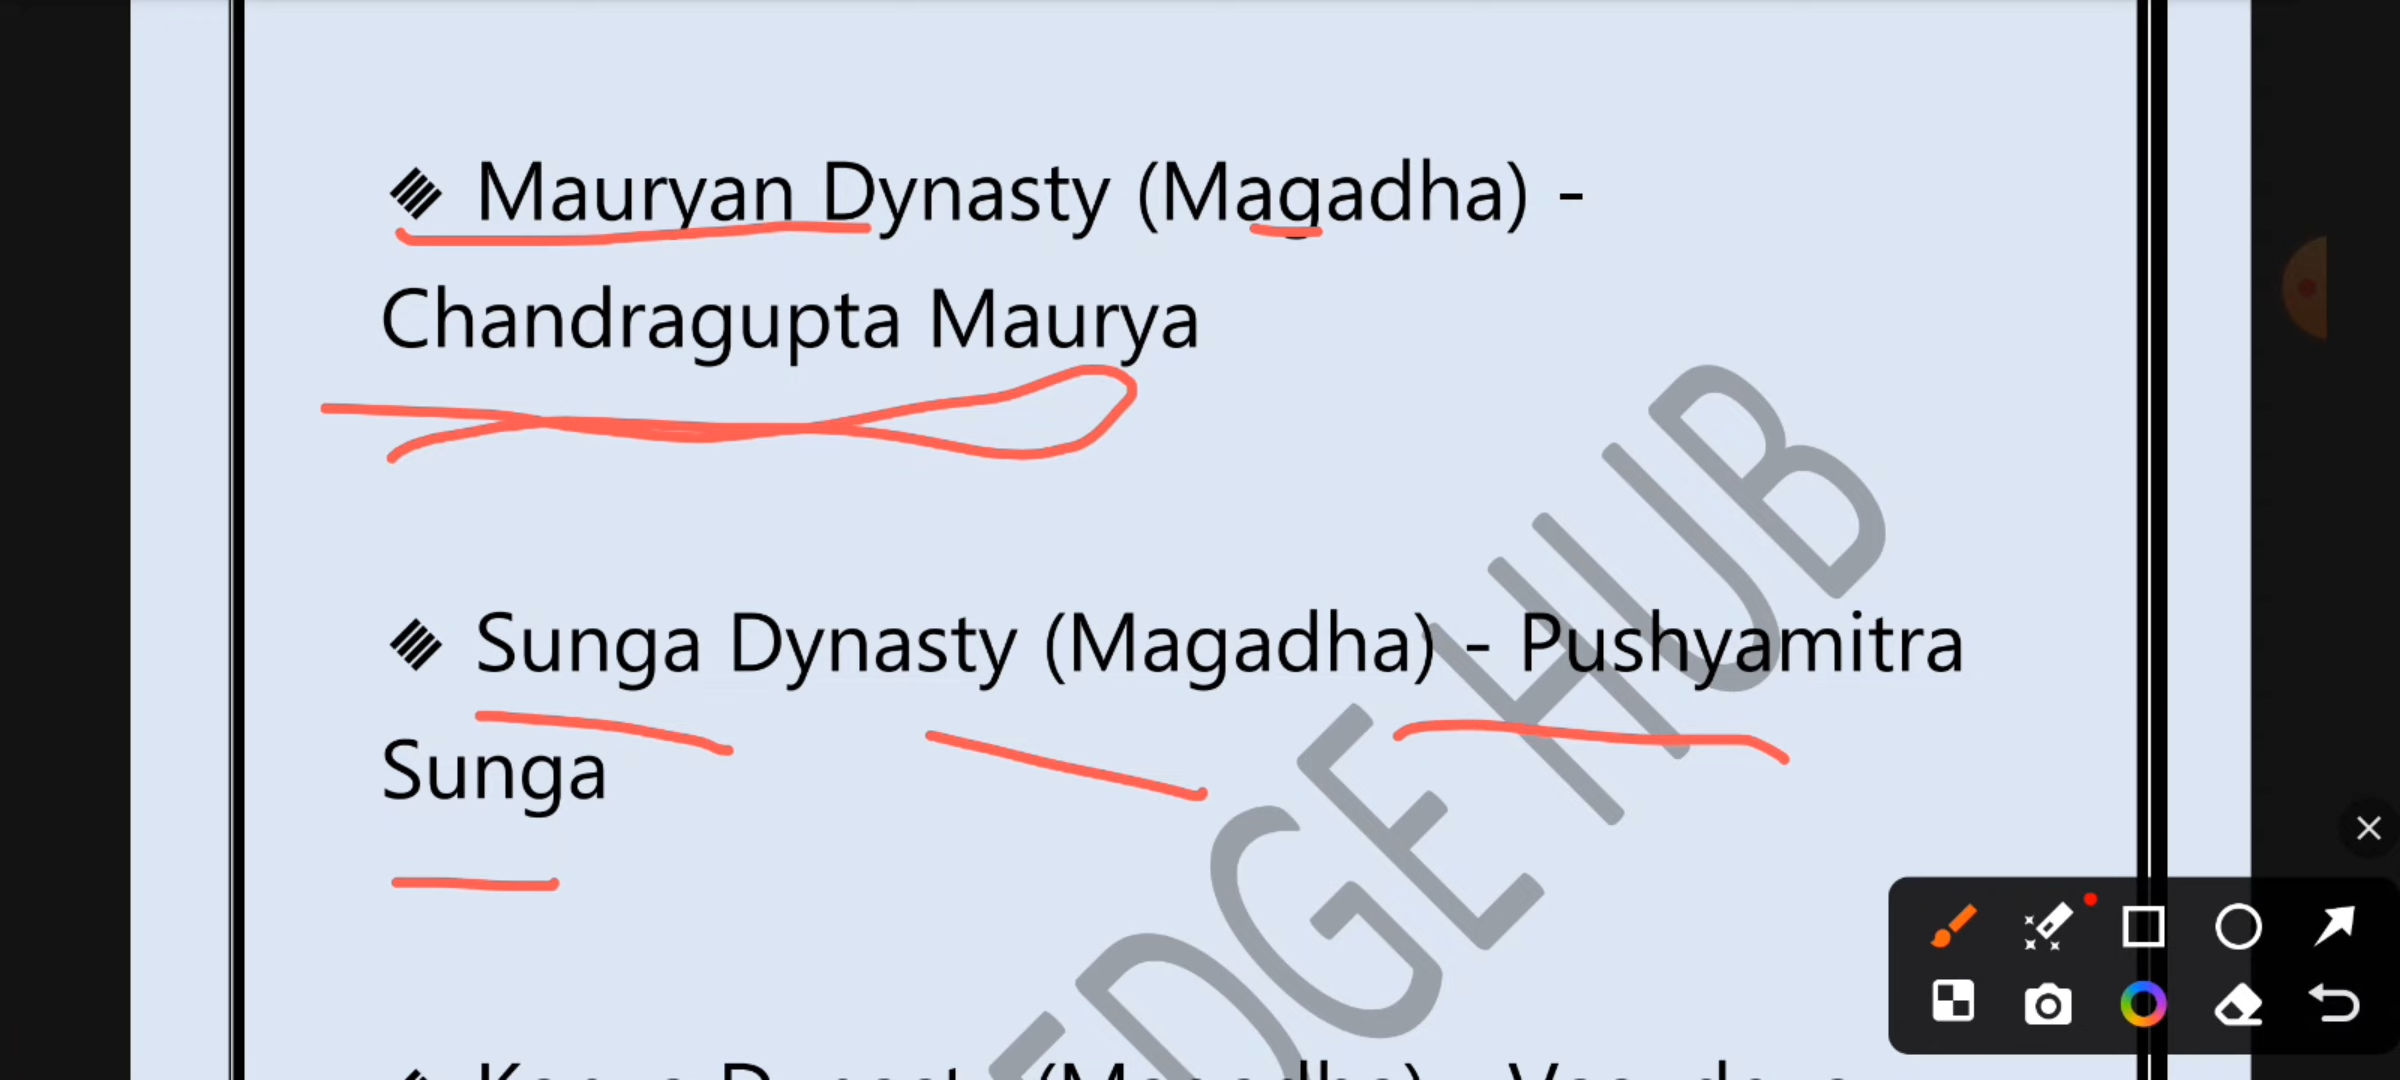 ❖ Mauryan Dynasty (Magadha) -
Chandragupta Maurya
❖ Sunga Dynasty (Magadha) - Pushyamitra
Sunga
EDGE HUB